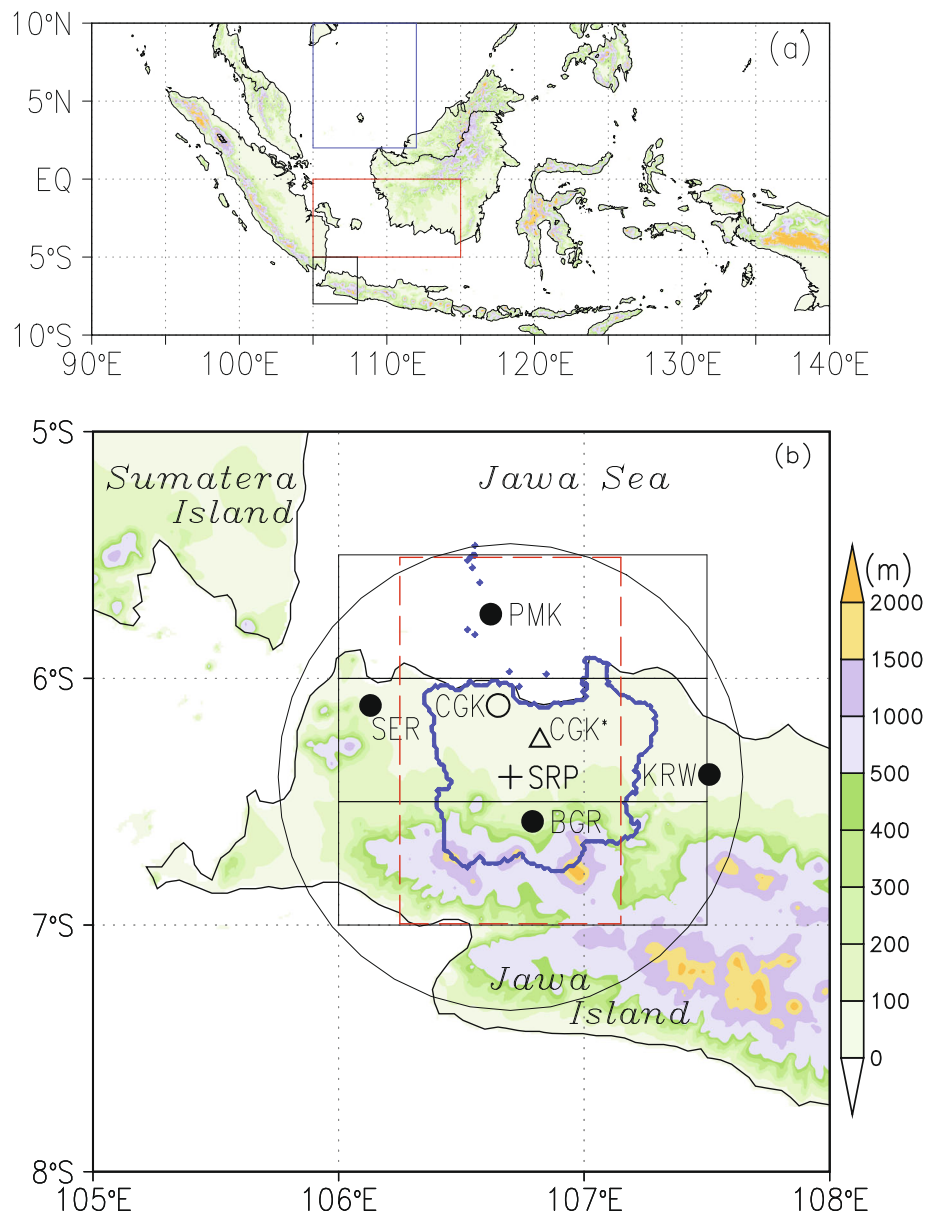 10°N
(a)
5°N
EQ
5°S
10°S
90°E
100°E
110°E
120°E
130°E
140°E
5°S
(b)
Sumatera
Island
Jawa Sea
(m)
2000
PMK
1500
6°S
CGK
SER
CGK*
1000
KRW
SRP
500
BGR
400
300
7°S
200
Jawa
Island
100
0
8°S
105°E
106°E
107°E
108°E